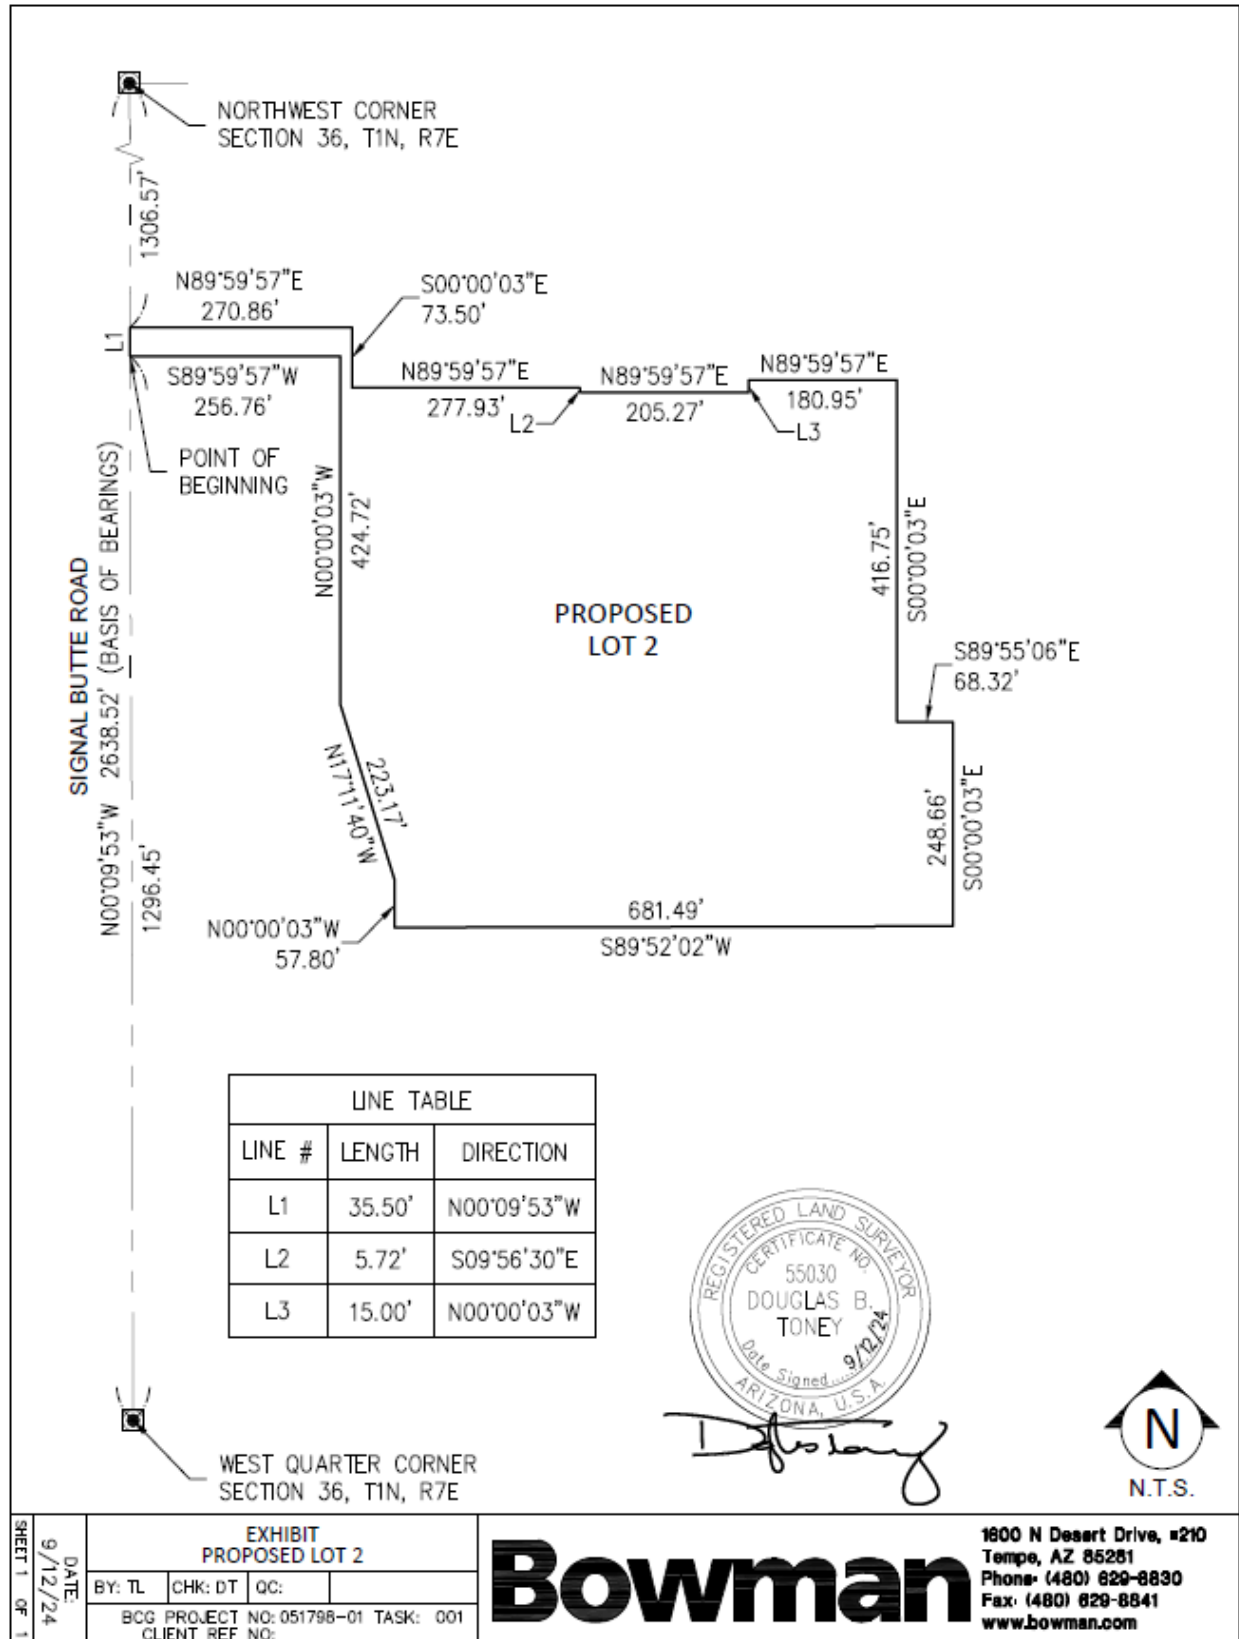 NORTHWEST CORNER
SECTION 36, T1N, R7E
1306.57'
N89°59'57"E
270.86'
S00°00'03"E
73.50'
L1
S89°59'57"W
256.76'
N89°59'57"E
277.93'
L2
N89°59'57"E
205.27'
N89°59'57"E
180.95'
L3
POINT OF
BEGINNING
N00°00'03"W
424.72'
416.75'
S00°00'03"E
PROPOSED
LOT 2
S89°55'06"E
68.32'
SIGNAL BUTTE ROAD
N00°09'53"W 2638.52' (BASIS OF BEARINGS)
1296.45'
223.17'
N17°11'40"W
248.66'
S00°00'03"E
N00°00'03"W
57.80'
681.49'
S89°52'02"W
LINE TABLE
LINE # LENGTH DIRECTION
L1 35.50' N00°09'53"W
L2 5.72' S09°56'30"E
L3 15.00' N00°00'03"W
REGISTERED LAND SURVEYOR
CERTIFICATE NO.
55030
DOUGLAS B.
TONEY
Date Signed 9/12/24
ARIZONA, U.S.A.
N
N.T.S.
WEST QUARTER CORNER
SECTION 36, T1N, R7E
SHEET 1 OF 1
DATE:
9/12/24
EXHIBIT
PROPOSED LOT 2
BY: TL CHK: DT QC:
BCG PROJECT NO: 051798-01 TASK: 001
CLIENT REF NO:
Bowman
1600 N Desert Drive, #210
Tempe, AZ 85281
Phone: (480) 629-8830
Fax: (480) 629-8841
www.bowman.com